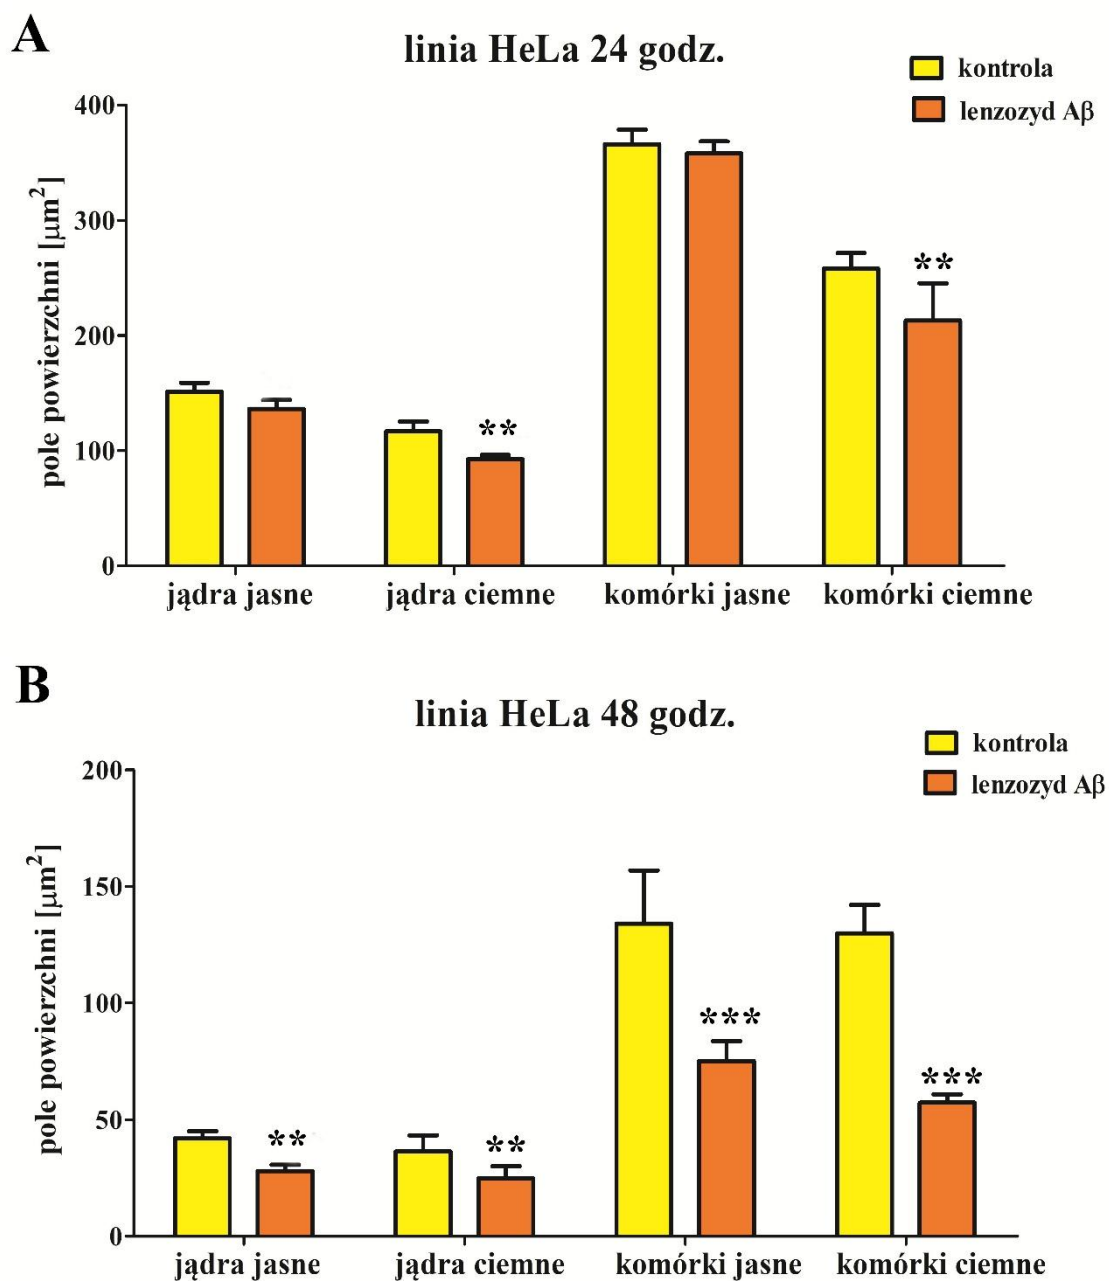 A
linia HeLa 24 godz.
kontrola
lenzozyd Aβ
pole powierzchni [µm²]
400
300
200
100
0
**
**
jądra jasne
jądra ciemne
komórki jasne
komórki ciemne
B
linia HeLa 48 godz.
kontrola
lenzozyd Aβ
pole powierzchni [µm²]
200
150
100
50
0
**
**
***
***
jądra jasne
jądra ciemne
komórki jasne
komórki ciemne